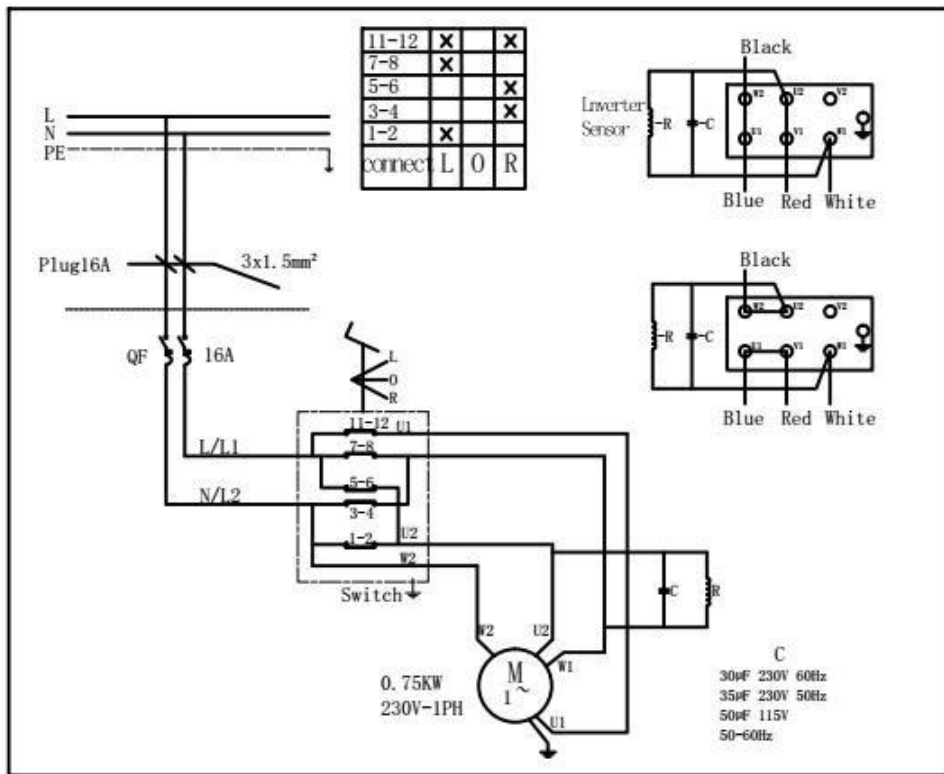 11-12 X X
7-8 X
5-6 X
3-4 X
1-2 X
connect L O R
L
N
PE
Plug16A
3x1.5mm²
QF
16A
L
O
R
11-12
U1
7-8
L/L1
5-6
N/L2
3-4
1-2
U2
W2
Switch
W2
U2
W1
M
1~
U1
0.75KW
230V-1PH
C
R
C
30µF 230V 60Hz
35µF 230V 50Hz
50µF 115V
50-60Hz
Black
Lnverter
Sensor
-R
-C
W2 U2 V2
U1 V1 W1
Blue Red White
Black
-R
-C
W2 U2 V2
U1 V1 W1
Blue Red White